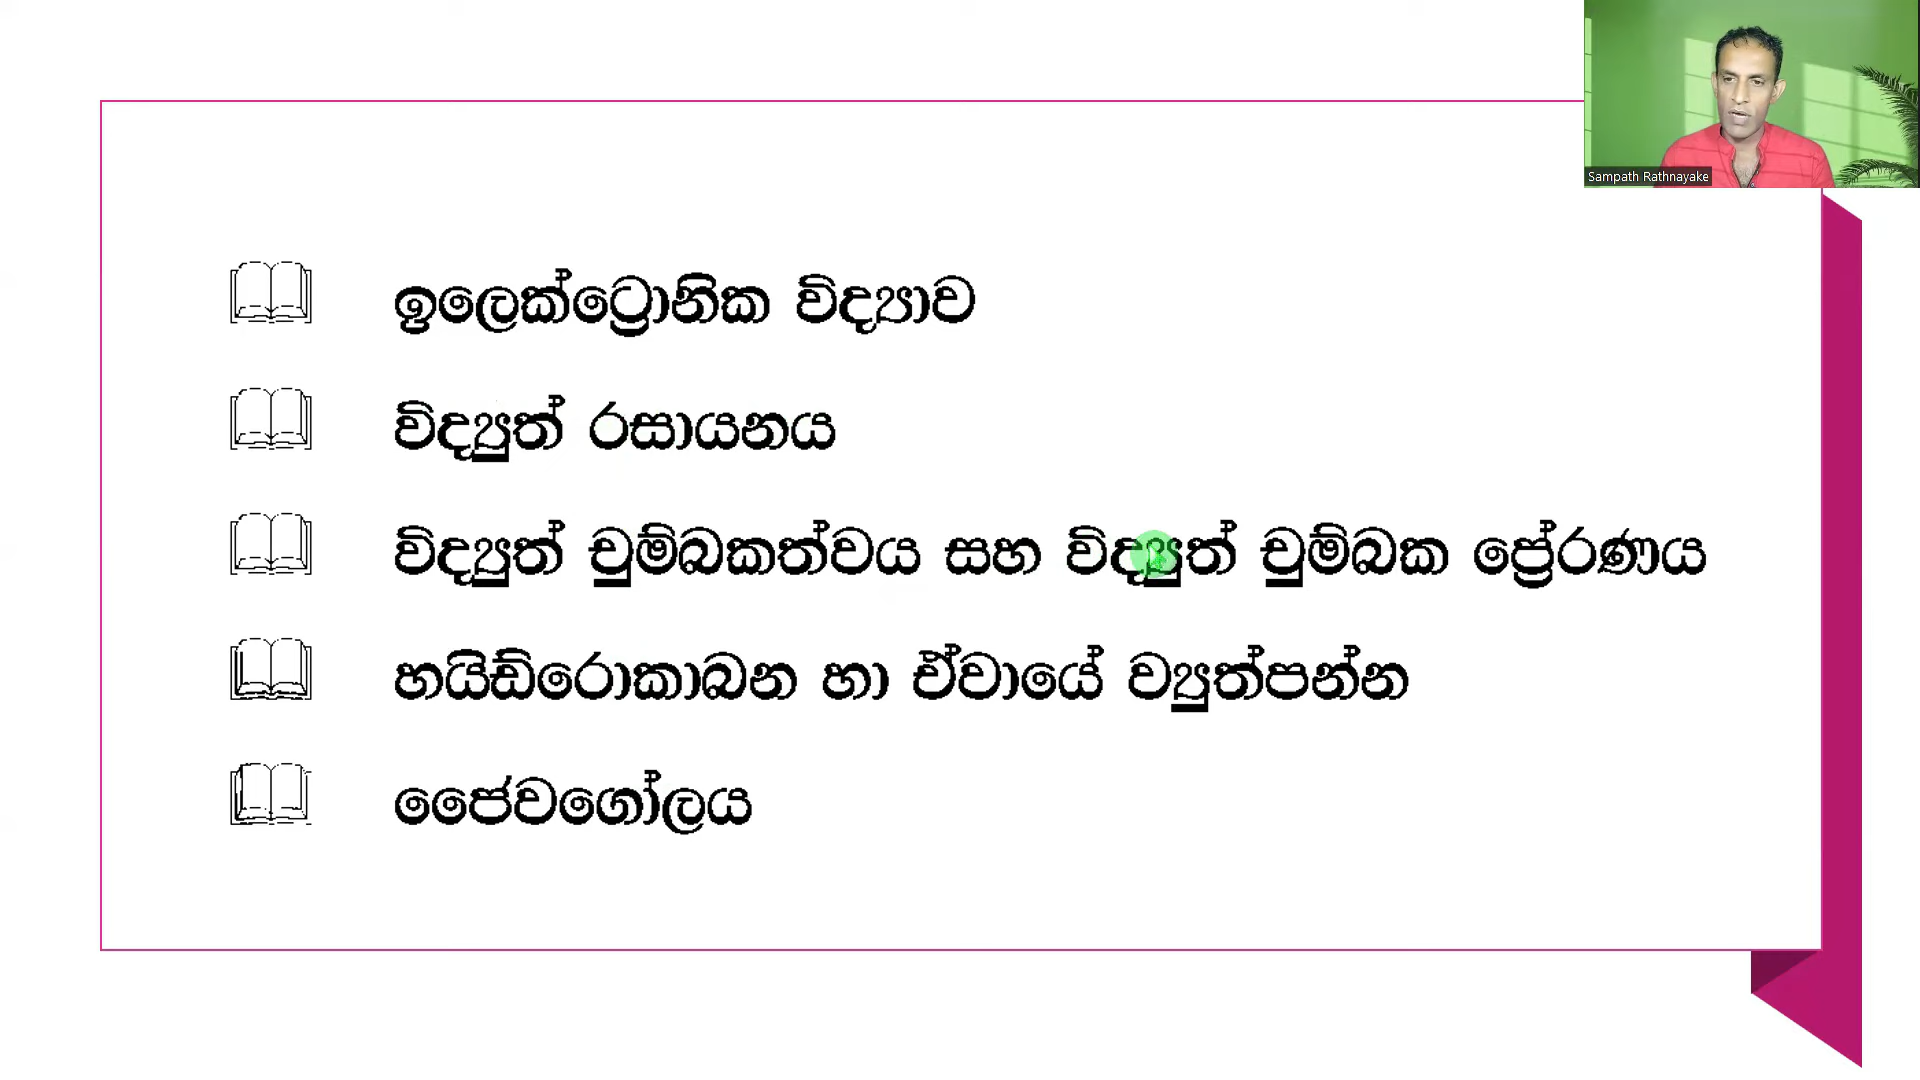 Sampath Rathnayake
ඉලෙක්ට්‍රොනික විද්‍යාව
විද්‍යුත් රසායනය
විද්‍යුත් චුම්බකත්වය සහ විද්‍යුත් චුම්බක ප්‍රේරණය
හයිඩ්රොකාබන හා ඒවායේ ව්‍යුත්පන්න
ජෛවගෝලය